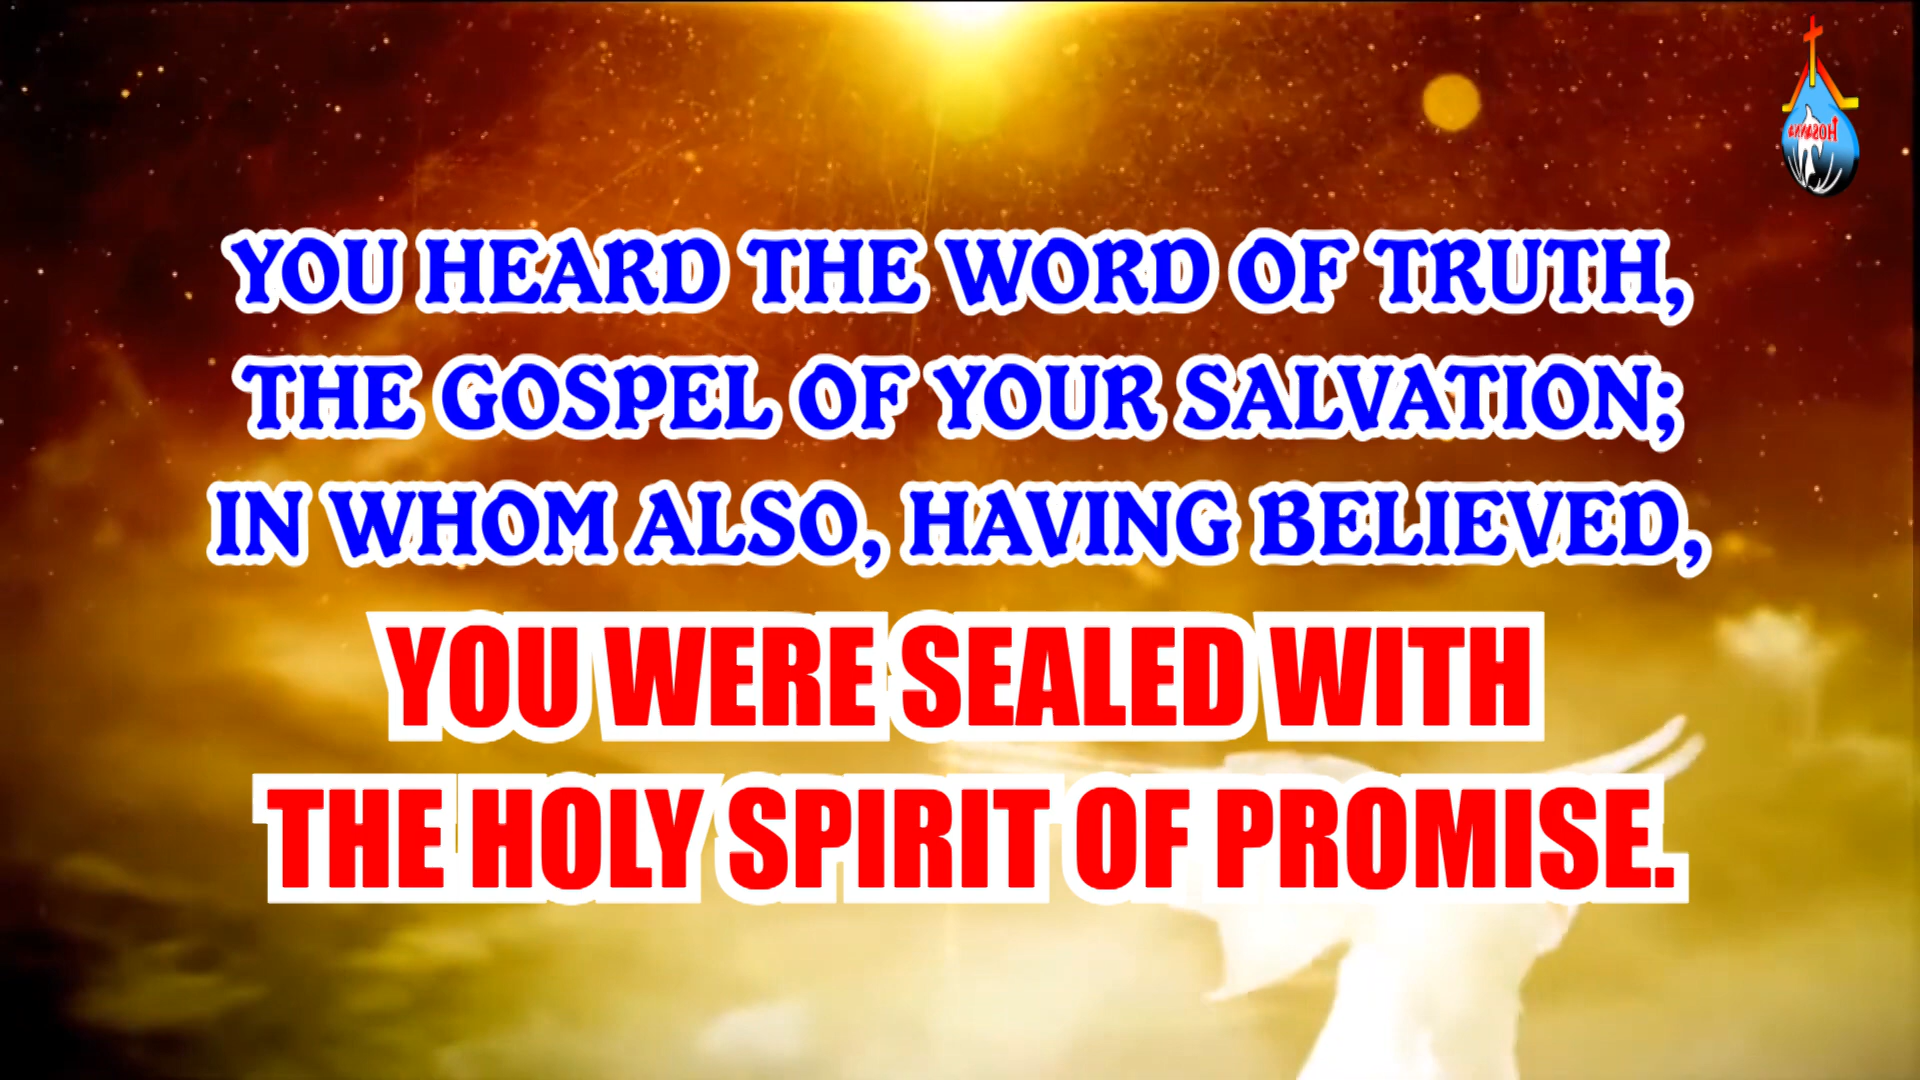 Hosanna
YOU HEARD THE WORD OF TRUTH,
THE GOSPEL OF YOUR SALVATION;
IN WHOM ALSO, HAVING BELIEVED,
YOU WERE SEALED WITH
THE HOLY SPIRIT OF PROMISE.